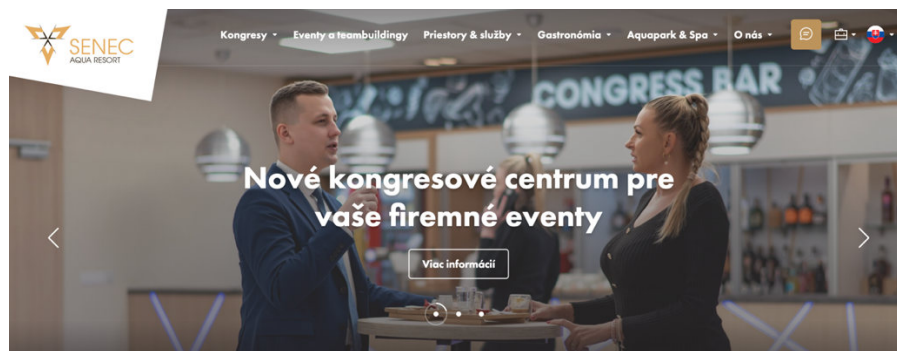 SENEC
AQUA RESORT
Kongresy
Eventy a teambuildingy
Priestory & služby
Gastronómia
Aquapark & Spa
O nás
CONGRESS BAR
Nové kongresové centrum pre
vaše firemné eventy
Viac informácií